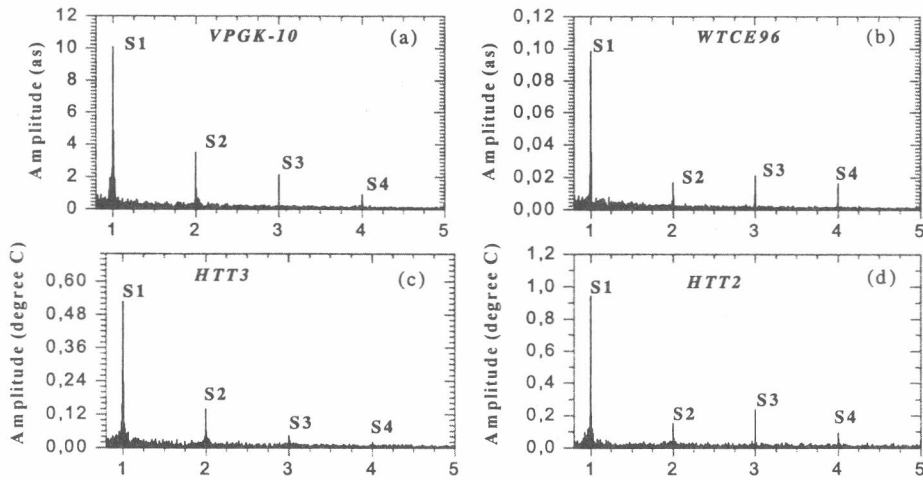 VPGK-10
(a)
Amplitude (as)
12
10
8
6
4
2
0
S1
S2
S3
S4
1 2 3 4 5
WTCE96
(b)
Amplitude (as)
0,12
0,10
0,08
0,06
0,04
0,02
0,00
S1
S2
S3
S4
1 2 3 4 5
HTT3
(c)
Amplitude (degree C)
0,60
0,48
0,36
0,24
0,12
0,00
S1
S2
S3
S4
1 2 3 4 5
HTT2
(d)
Amplitude (degree C)
1,2
1,0
0,8
0,6
0,4
0,2
0,0
S1
S2
S3
S4
1 2 3 4 5